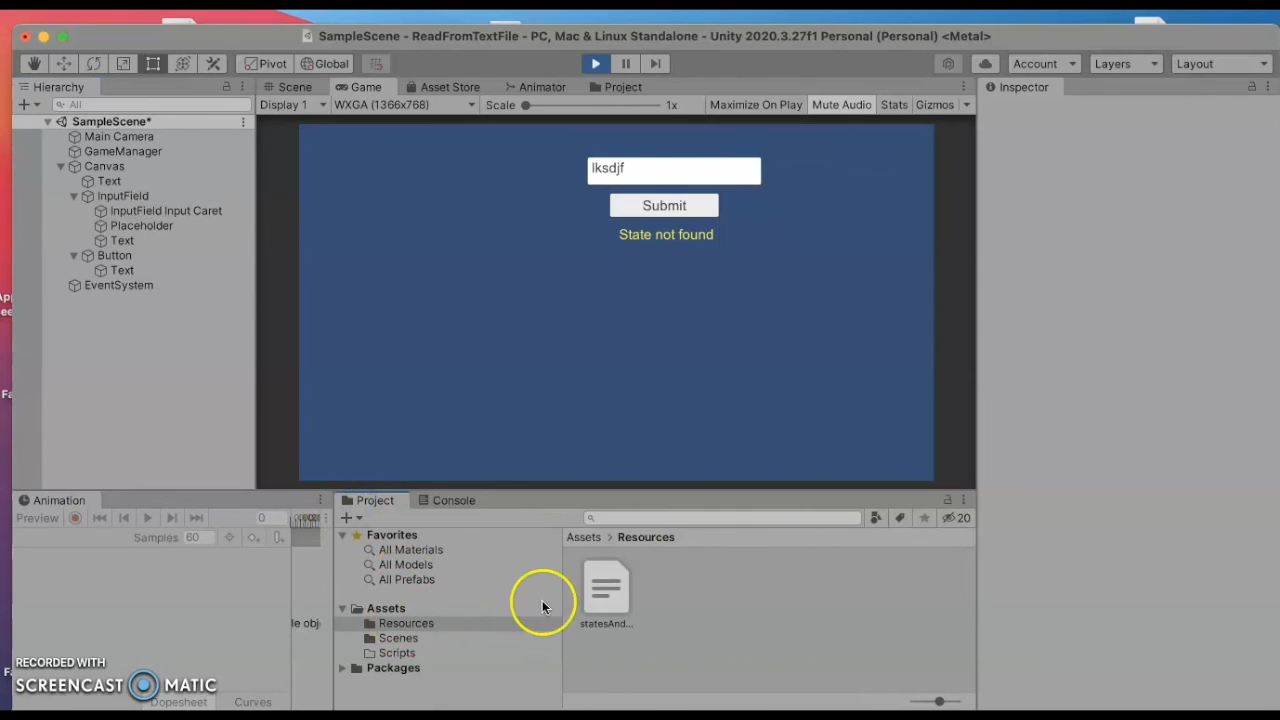 SampleScene - ReadFromTextFile - PC, Mac & Linux Standalone - Unity 2020.3.27f1 Personal (Personal) <Metal>
Pivot Global Account Layers Layout
Hierarchy Scene Game Asset Store Animator Project Inspector
All Display 1 WXGA (1366x768) Scale 1x Maximize On Play Mute Audio Stats Gizmos
SampleScene*
Main Camera
GameManager
Canvas
Text
InputField
InputField Input Caret
Placeholder
Text
Button
Text
EventSystem
lksdjf
Submit
State not found
Animation Project Console
Preview 0 20
Samples 60
Favorites
All Materials
All Models
All Prefabs
Assets
Resources
Scenes
Scripts
Packages
Assets > Resources
statesAnd...
le obj
RECORDED WITH
SCREENCAST MATIC
Dopesheet Curves